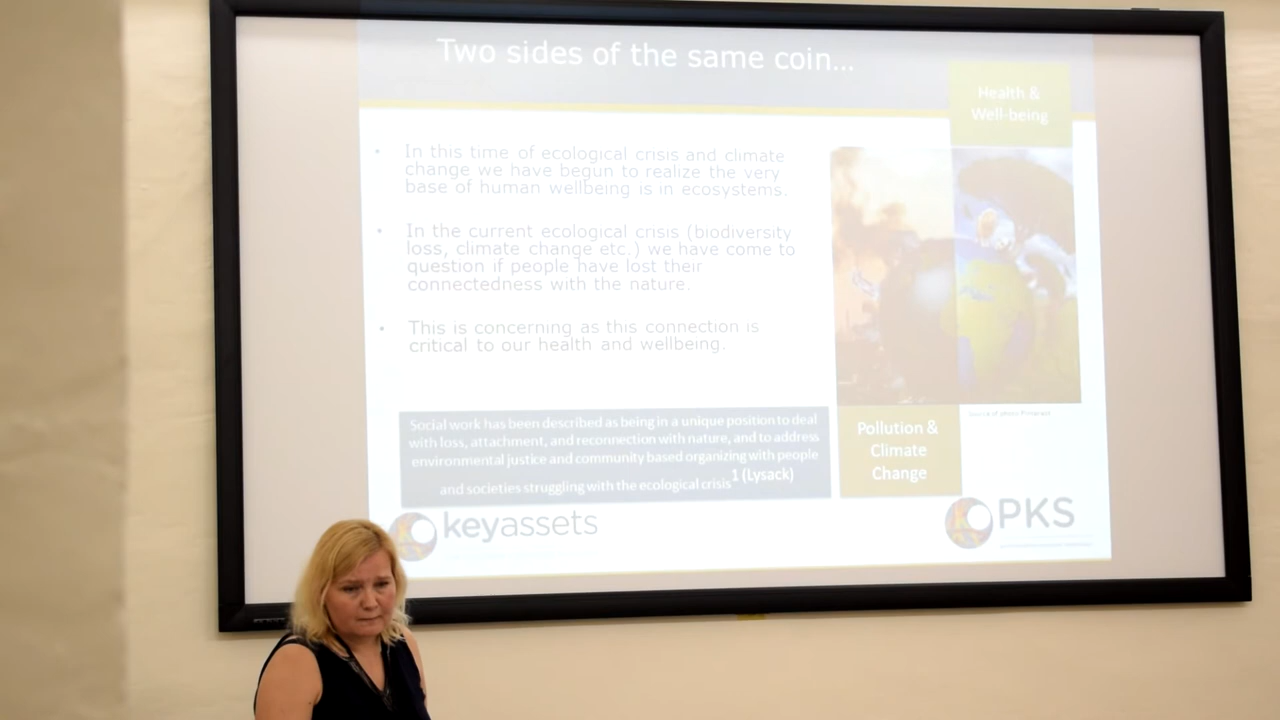 Two sides of the same coin...
Health &
Well-being
• In this time of ecological crisis and climate
change we have begun to realize the very
base of human wellbeing is in ecosystems.
• In the current ecological crisis (biodiversity
loss, climate change etc.) we have come to
question if people have lost their
connectedness with the nature.
• This is concerning as this connection is
critical to our health and wellbeing.
Social work has been described as being in a unique position to deal
with loss, attachment, and reconnection with nature, and to address
environmental justice and community based organizing with people
and societies struggling with the ecological crisis1 (Lysack)
Source of photo Pinterest
Pollution &
Climate
Change
keyassets
PKS